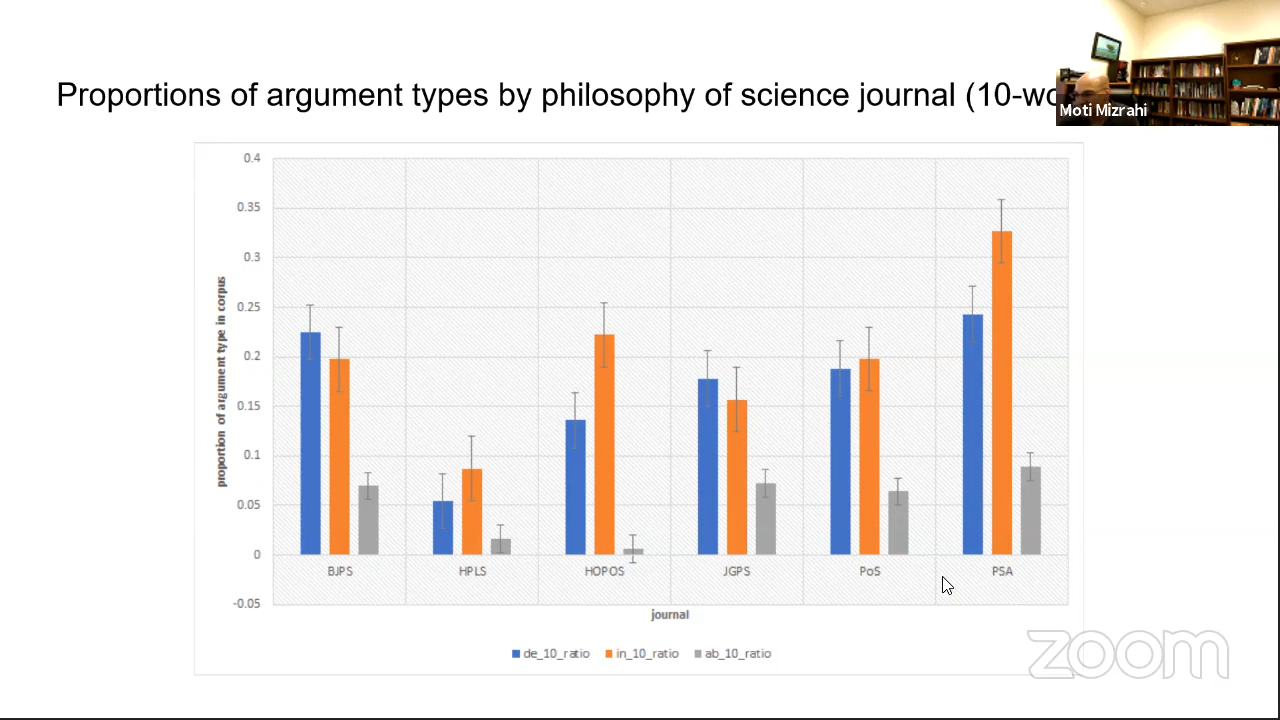 Proportions of argument types by philosophy of science journal (10-wo
Moti Mizrahi
0.4
0.35
0.3
0.25
0.2
0.15
0.1
0.05
0
-0.05
proportion of argument type in corpus
BJPS HPLS HOPOS JGPS PoS PSA
journal
de_10_ratio in_10_ratio ab_10_ratio
zoom